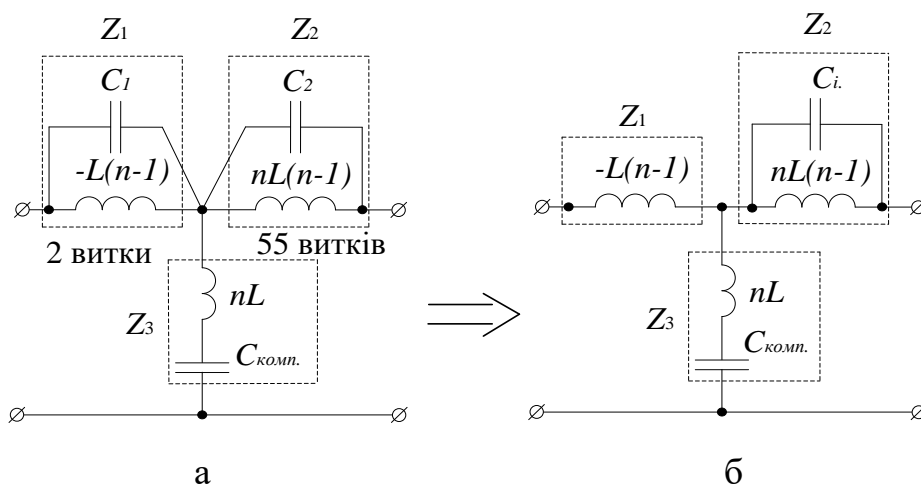 Z1
Z2
C1
C2
-L(n-1)
nL(n-1)
2 витки
55 витків
Z3
nL
Cкомп.
а
Z2
Ci.
Z1
-L(n-1)
nL(n-1)
Z3
nL
Cкомп.
б